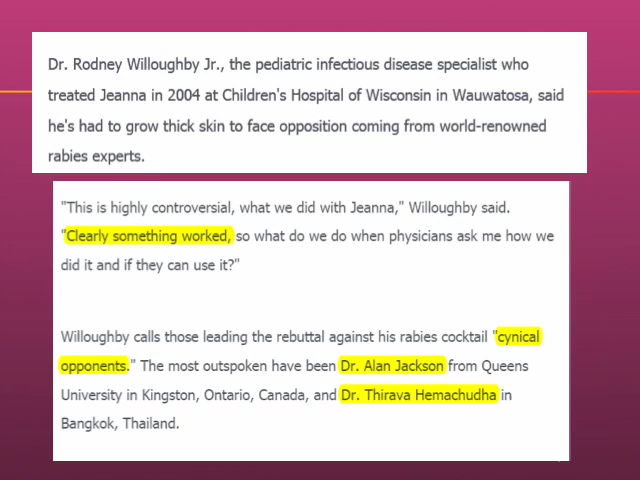 Dr. Rodney Willoughby Jr., the pediatric infectious disease specialist who
treated Jeanna in 2004 at Children's Hospital of Wisconsin in Wauwatosa, said
he's had to grow thick skin to face opposition coming from world-renowned
rabies experts.
"This is highly controversial, what we did with Jeanna," Willoughby said.
"Clearly something worked, so what do we do when physicians ask me how we
did it and if they can use it?"
Willoughby calls those leading the rebuttal against his rabies cocktail "cynical
opponents." The most outspoken have been Dr. Alan Jackson from Queens
University in Kingston, Ontario, Canada, and Dr. Thirava Hemachudha in
Bangkok, Thailand.